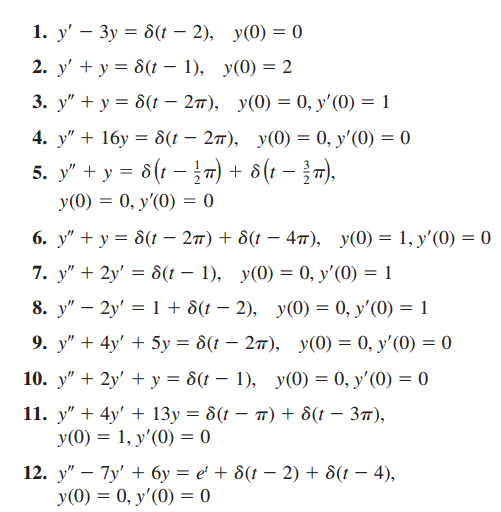 1. y′ − 3y = δ(t − 2), y(0) = 0
2. y′ + y = δ(t − 1), y(0) = 2
3. y″ + y = δ(t − 2π), y(0) = 0, y′(0) = 1
4. y″ + 16y = δ(t − 2π), y(0) = 0, y′(0) = 0
5. y″ + y = δ(t − ½π) + δ(t − 3/2π),
y(0) = 0, y′(0) = 0
6. y″ + y = δ(t − 2π) + δ(t − 4π), y(0) = 1, y′(0) = 0
7. y″ + 2y′ = δ(t − 1), y(0) = 0, y′(0) = 1
8. y″ − 2y′ = 1 + δ(t − 2), y(0) = 0, y′(0) = 1
9. y″ + 4y′ + 5y = δ(t − 2π), y(0) = 0, y′(0) = 0
10. y″ + 2y′ + y = δ(t − 1), y(0) = 0, y′(0) = 0
11. y″ + 4y′ + 13y = δ(t − π) + δ(t − 3π),
y(0) = 1, y′(0) = 0
12. y″ − 7y′ + 6y = eᵗ + δ(t − 2) + δ(t − 4),
y(0) = 0, y′(0) = 0